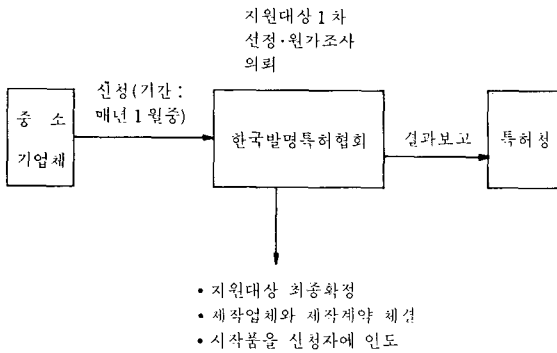 지원대상 1차
선정·원가조사
의뢰
신청(기간:
매년 1월중)
중 소
기업체
한국발명특허협회
결과보고
특허청
• 지원대상 최종확정
• 제작업체와 제작계약 체결
• 시작품을 신청자에 인도